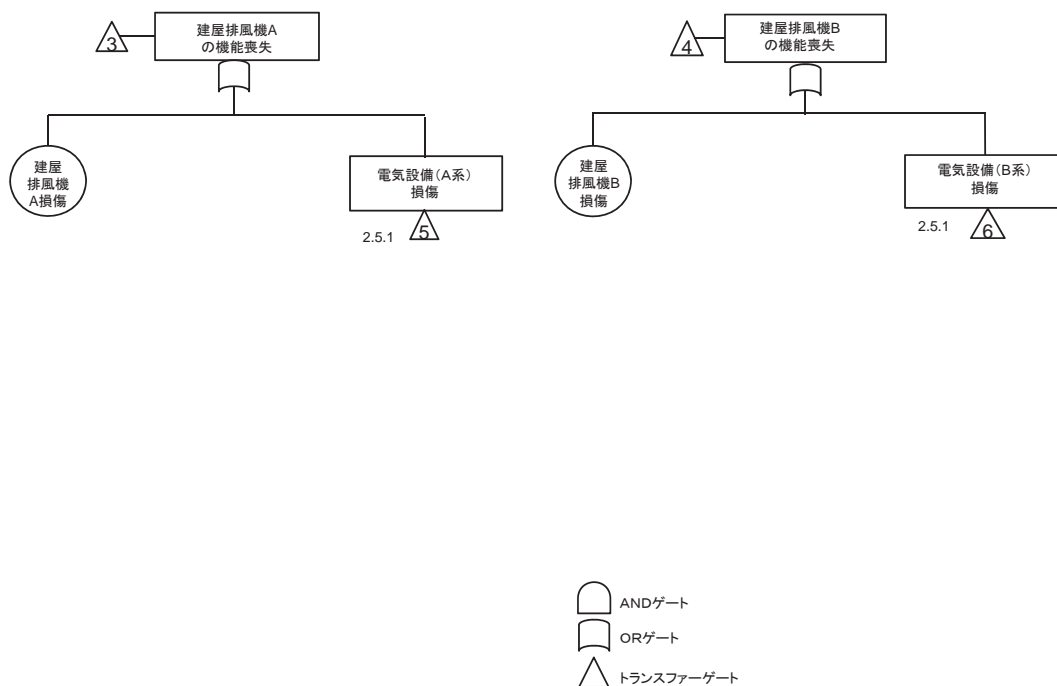 3
建屋排風機A
の機能喪失
建屋
排風機
A損傷
電気設備(A系)
損傷
2.5.1
5
4
建屋排風機B
の機能喪失
建屋
排風機B
損傷
電気設備(B系)
損傷
2.5.1
6
ANDゲート
ORゲート
トランスファーゲート